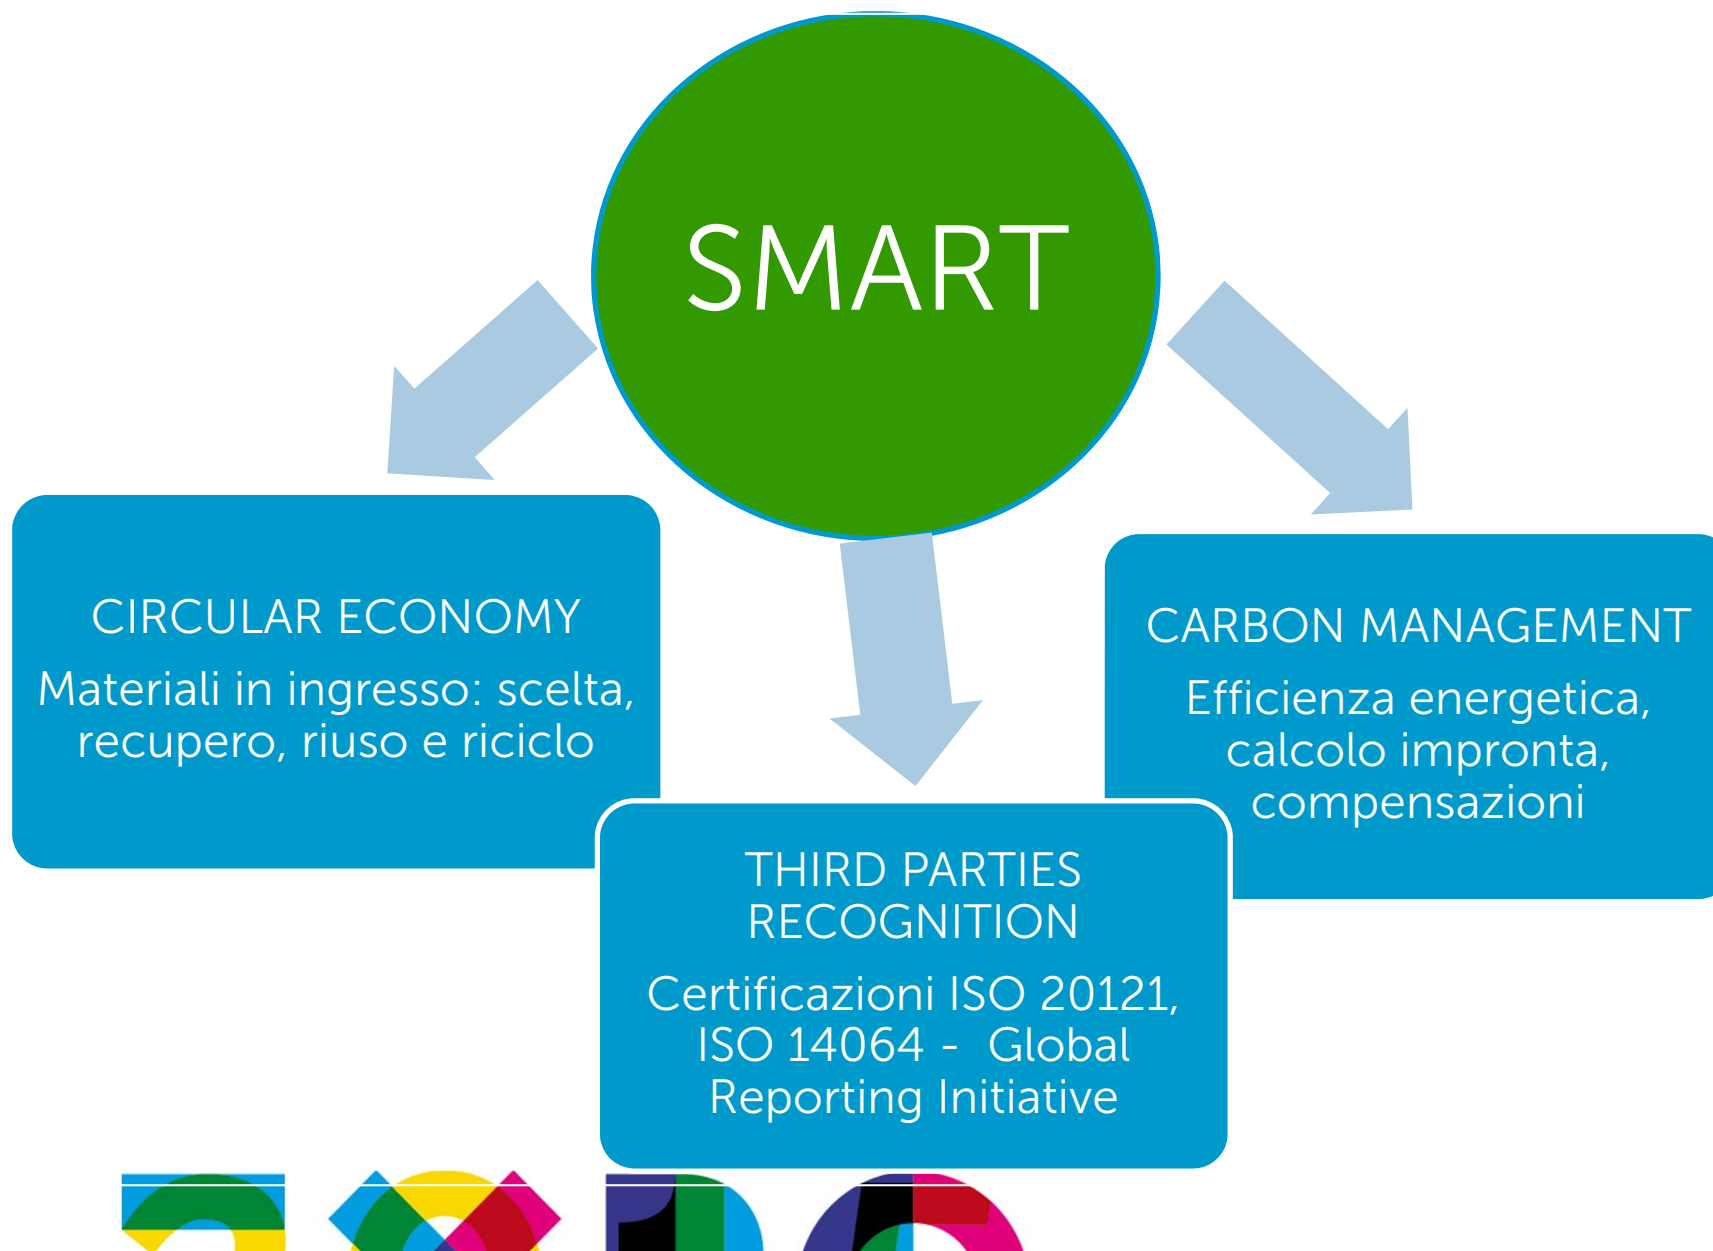 SMART
CIRCULAR ECONOMY
Materiali in ingresso: scelta,
recupero, riuso e riciclo
CARBON MANAGEMENT
Efficienza energetica,
calcolo impronta,
compensazioni
THIRD PARTIES
RECOGNITION
Certificazioni ISO 20121,
ISO 14064 - Global
Reporting Initiative